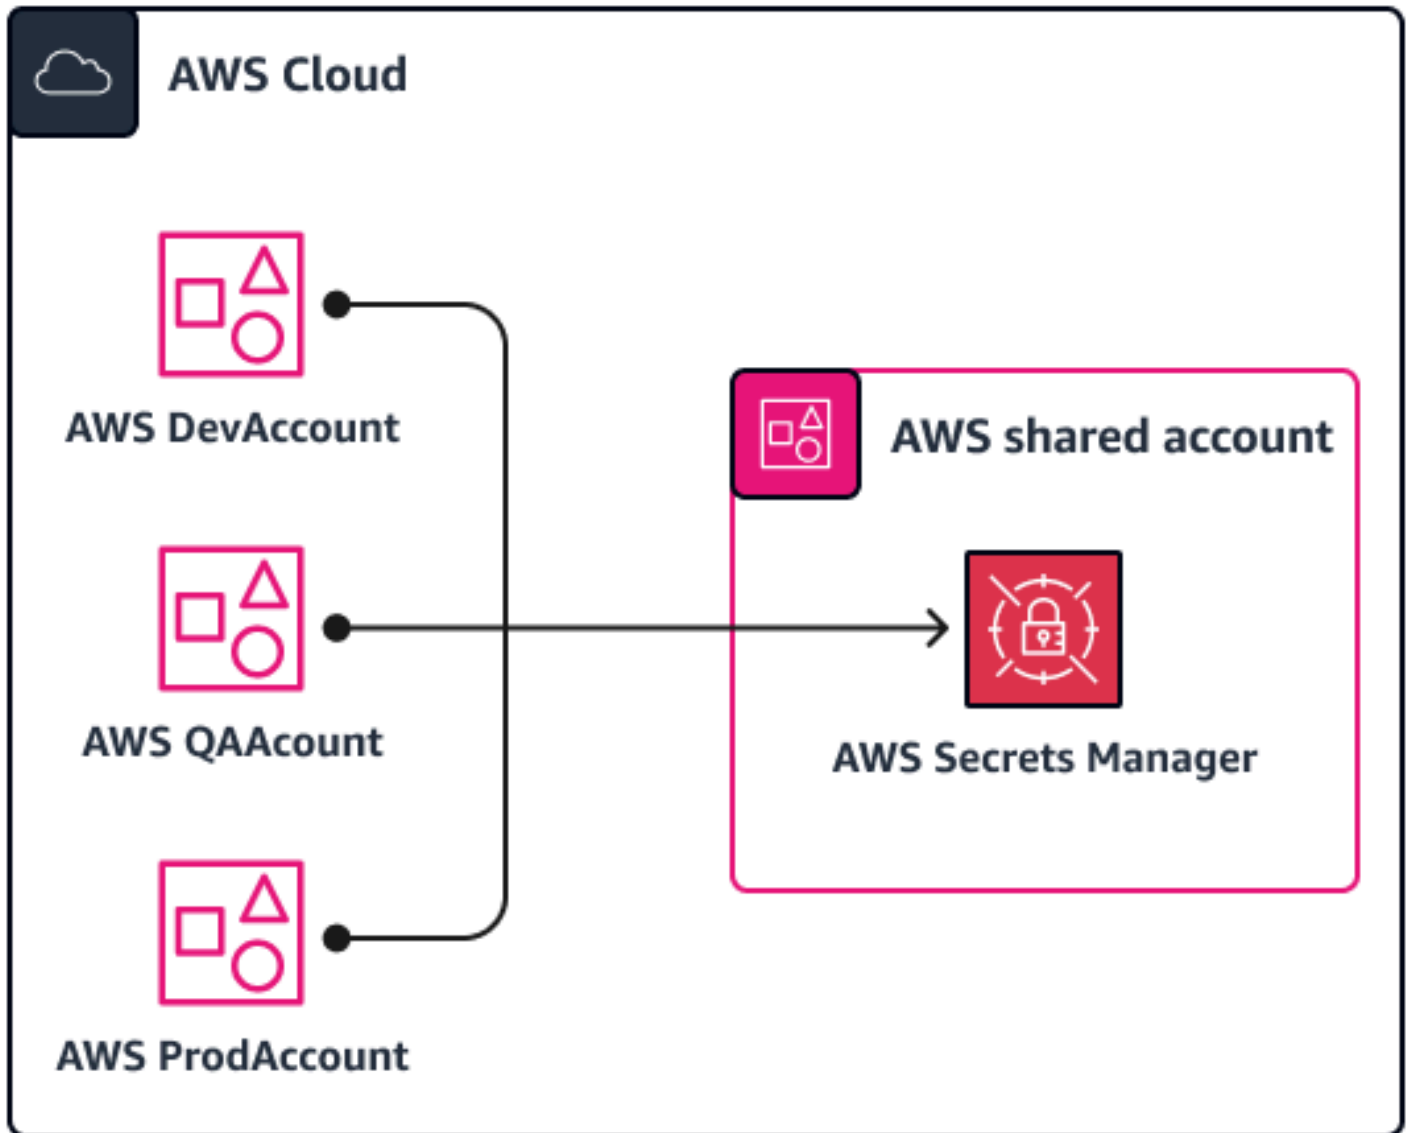 AWS Cloud
AWS DevAccount
AWS shared account
AWS QAAcount
AWS Secrets Manager
AWS ProdAccount